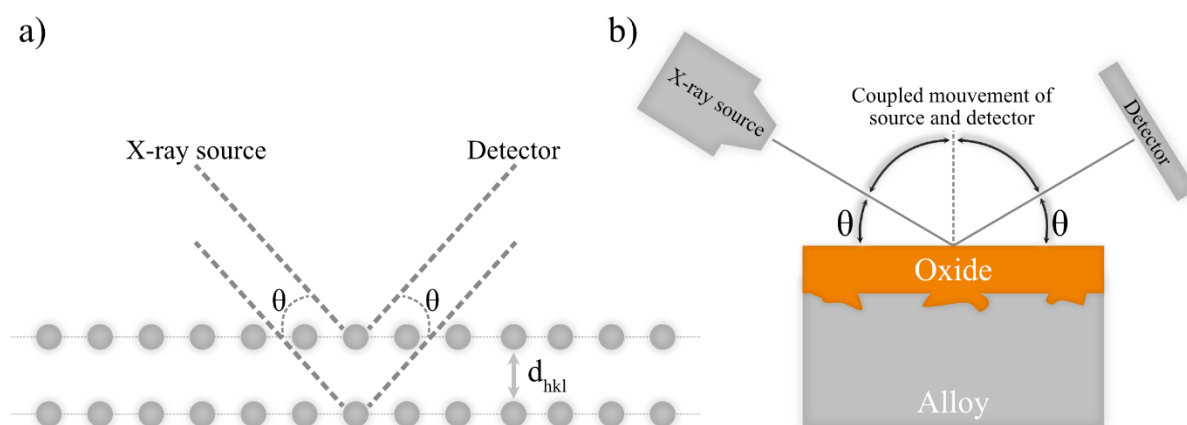 a)
X-ray source
Detector
θ
θ
d_hkl
b)
X-ray source
Coupled mouvement of
source and detector
Detector
θ
θ
Oxide
Alloy